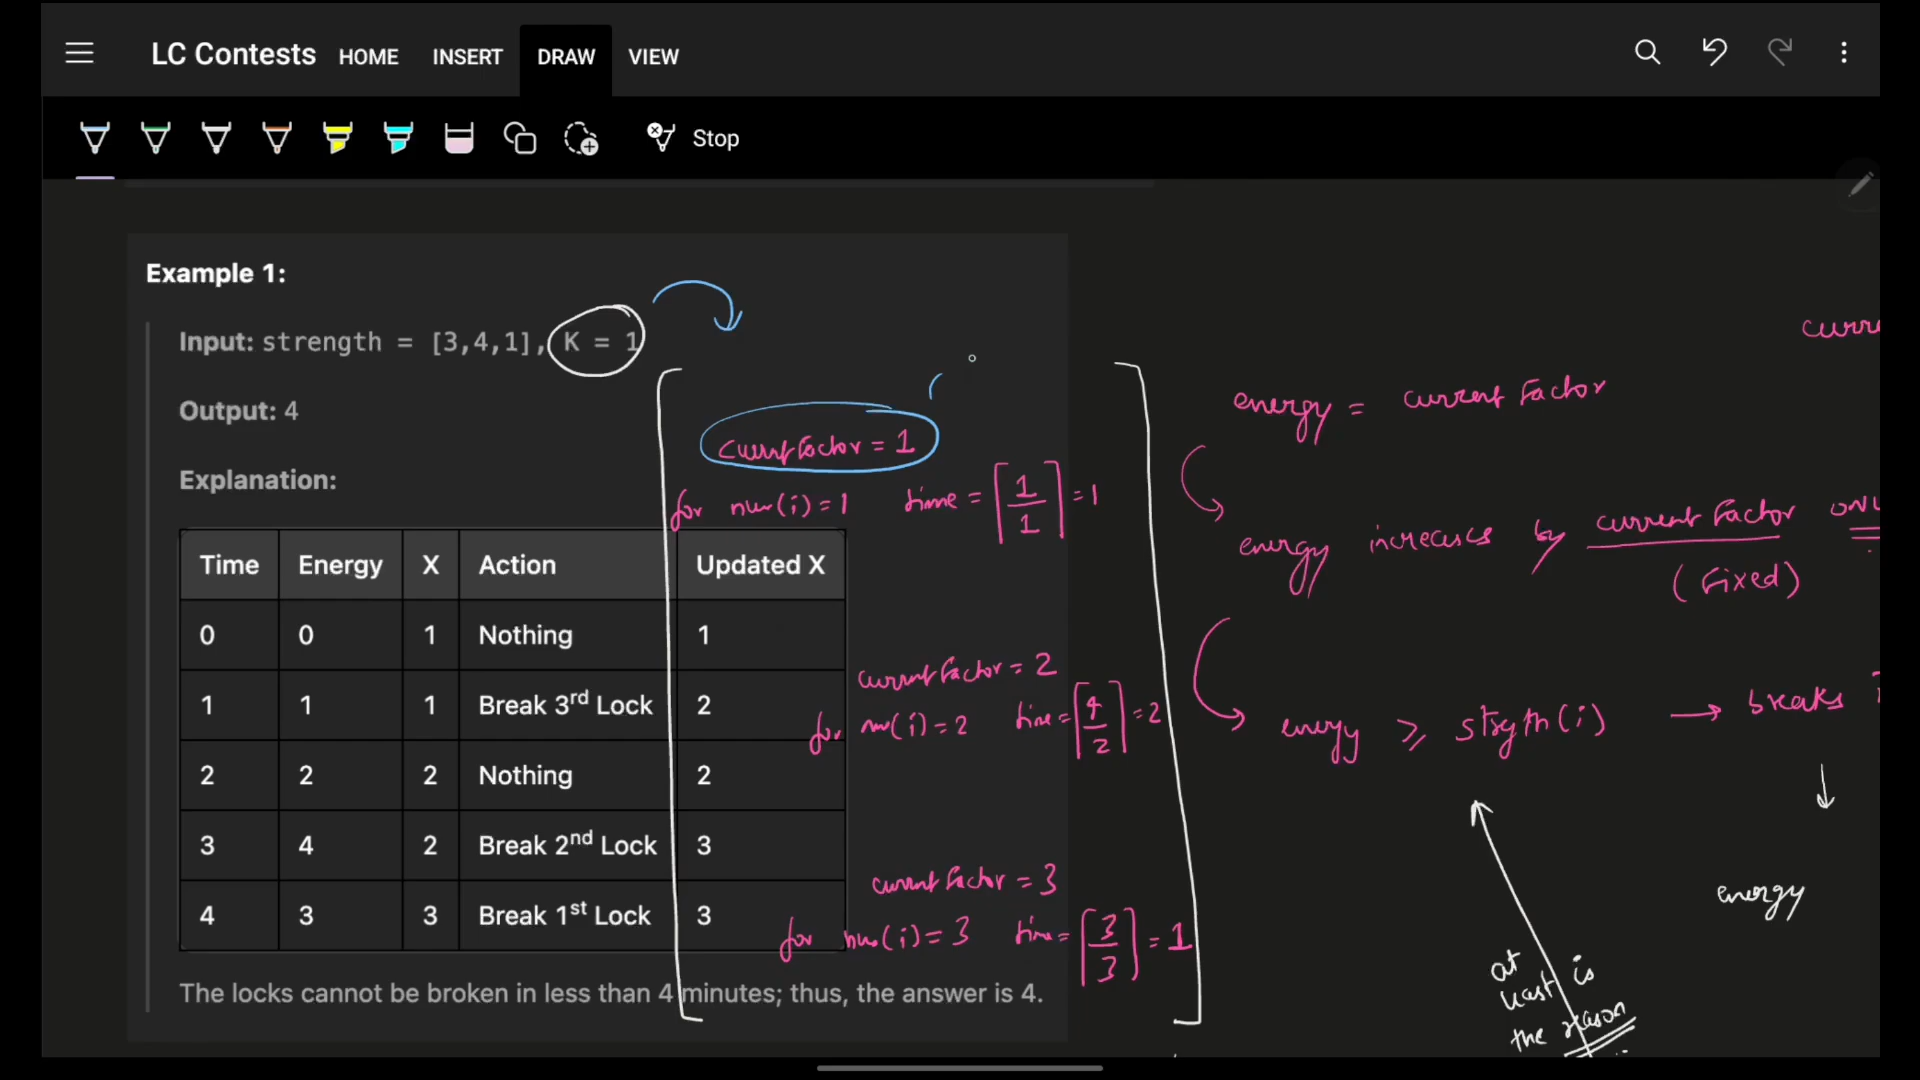 LC Contests HOME INSERT DRAW VIEW
Stop
Example 1:
Input: strength = [3,4,1], K = 1
Output: 4
Explanation:
Time Energy X Action Updated X
0 0 1 Nothing 1
1 1 1 Break 3rd Lock 2
2 2 2 Nothing 2
3 4 2 Break 2nd Lock 3
4 3 3 Break 1st Lock 3
The locks cannot be broken in less than 4 minutes; thus, the answer is 4.
currentfactor = 1
for num(i) = 1 time = ⌈1/1⌉ = 1
current factor = 2
for num(i) = 2 time = ⌈4/2⌉ = 2
current factor = 3
for num(i) = 3 time = ⌈3/3⌉ = 1
curre
energy = current factor
energy increases by current factor
(fixed)
energy ⩾ (i) → breaks
energy
at
least is
the reason